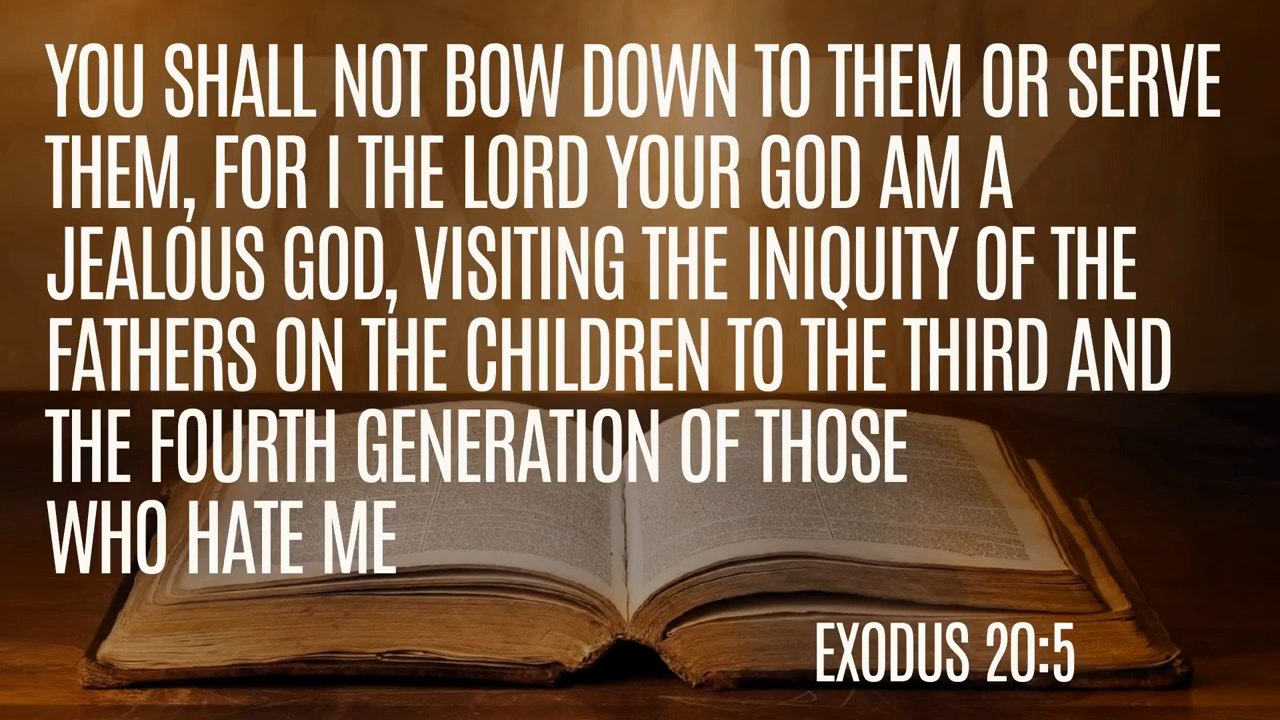 YOU SHALL NOT BOW DOWN TO THEM OR SERVE
THEM, FOR I THE LORD YOUR GOD AM A
JEALOUS GOD, VISITING THE INIQUITY OF THE
FATHERS ON THE CHILDREN TO THE THIRD AND
THE FOURTH GENERATION OF THOSE
WHO HATE ME
EXODUS 20:5